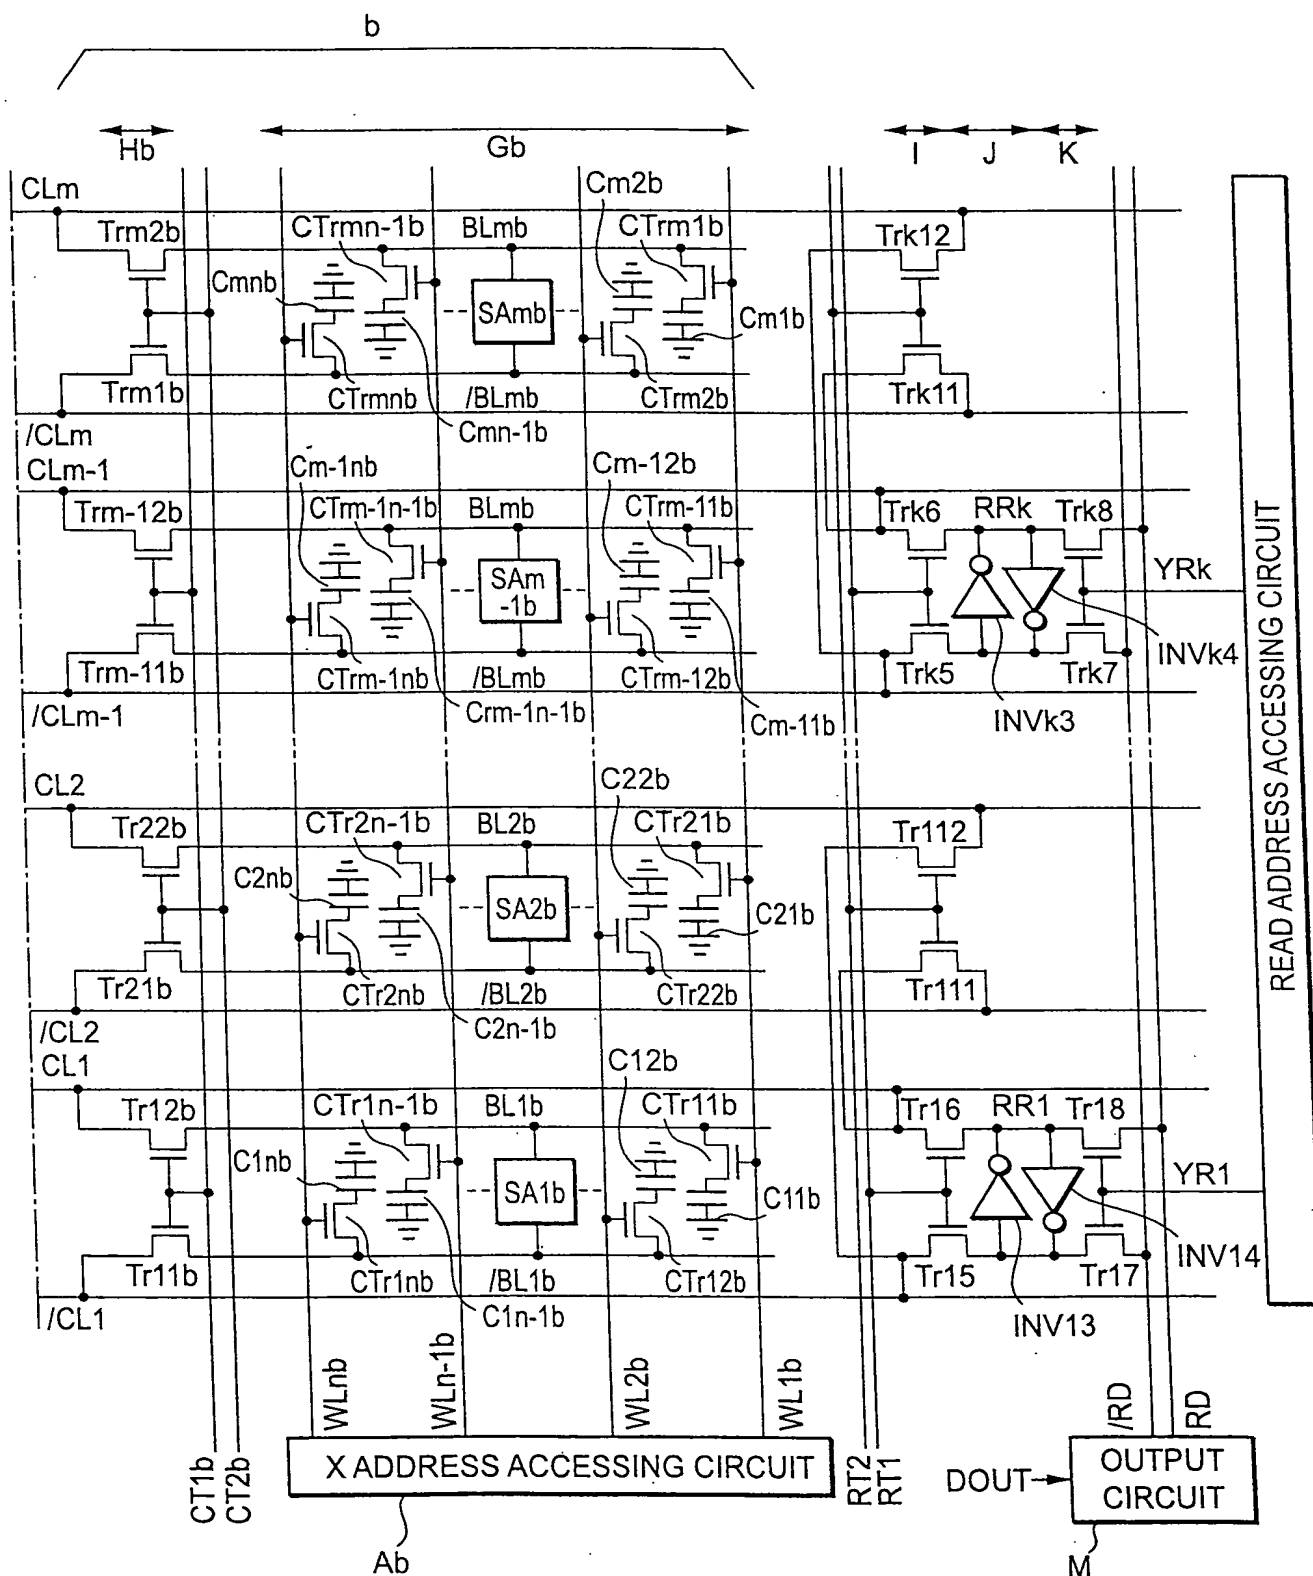 b
Hb
Gb
I
J
K
CLm
Trm2b
CTrmn-1b
BLmb
Cm2b
CTrm1b
Trk12
Cmnb
SAmb
Cm1b
Trm1b
CTrmnb
/BLmb
CTrm2b
Trk11
Cmn-1b
/CLm
CLm-1
Cm-1nb
Cm-12b
Trm-12b
CTrm-1n-1b
BLmb
CTrm-11b
Trk6
RRk
Trk8
SAm
-1b
YRk
Trm-11b
CTrm-1nb
/BLmb
CTrm-12b
Trk5
Trk7
INVk4
Crm-1n-1b
Cm-11b
INVk3
/CLm-1
CL2
C22b
Tr22b
CTr2n-1b
BL2b
CTr21b
Tr112
C2nb
SA2b
C21b
Tr21b
CTr2nb
/BL2b
CTr22b
Tr111
C2n-1b
/CL2
CL1
C12b
Tr12b
CTr1n-1b
BL1b
CTr11b
Tr16
RR1
Tr18
C1nb
SA1b
C11b
YR1
Tr11b
CTr1nb
/BL1b
CTr12b
Tr15
Tr17
INV14
C1n-1b
INV13
/CL1
READ ADDRESS ACCESSING CIRCUIT
WLnb
WLn-1b
WL2b
WL1b
/RD
RD
CT1b
CT2b
X ADDRESS ACCESSING CIRCUIT
RT2
RT1
DOUT
OUTPUT
CIRCUIT
Ab
M